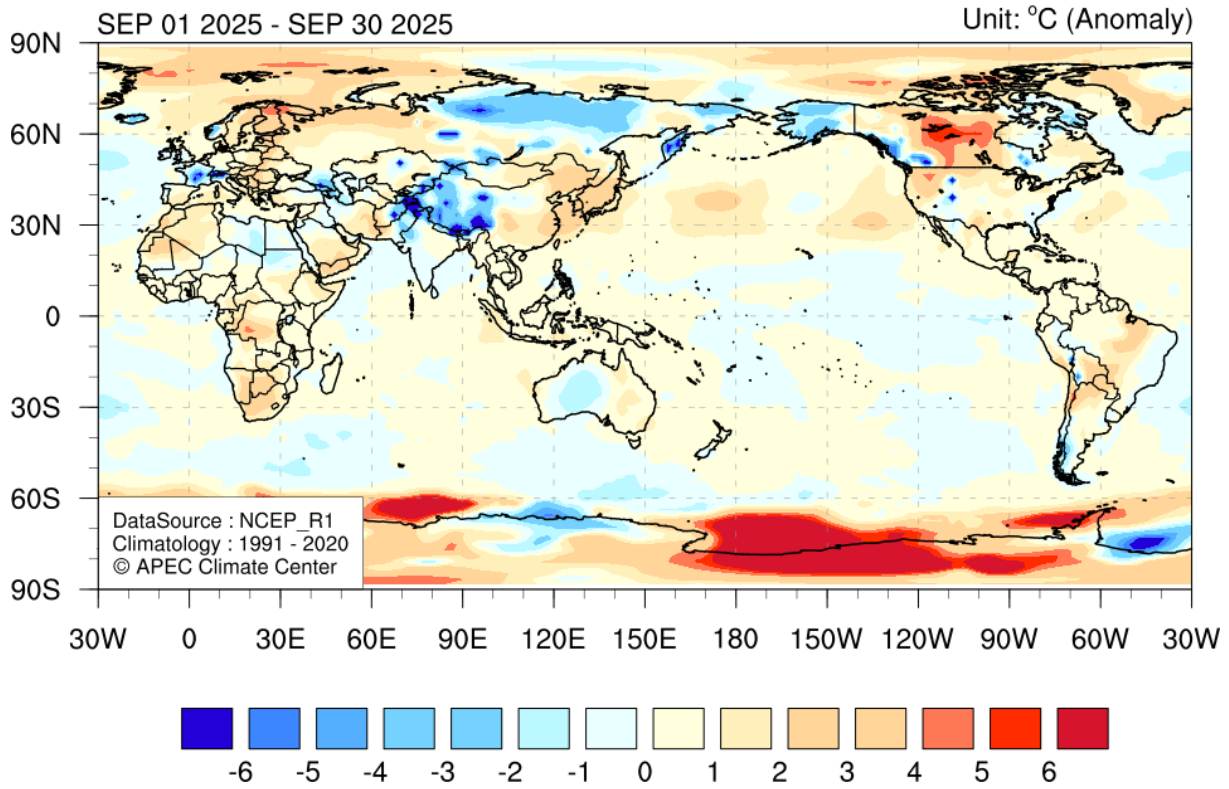 SEP 01 2025 - SEP 30 2025
Unit: °C (Anomaly)
90N
60N
30N
0
30S
60S
90S
DataSource : NCEP_R1
Climatology : 1991 - 2020
© APEC Climate Center
30W 0 30E 60E 90E 120E 150E 180 150W 120W 90W 60W 30W
-6 -5 -4 -3 -2 -1 0 1 2 3 4 5 6